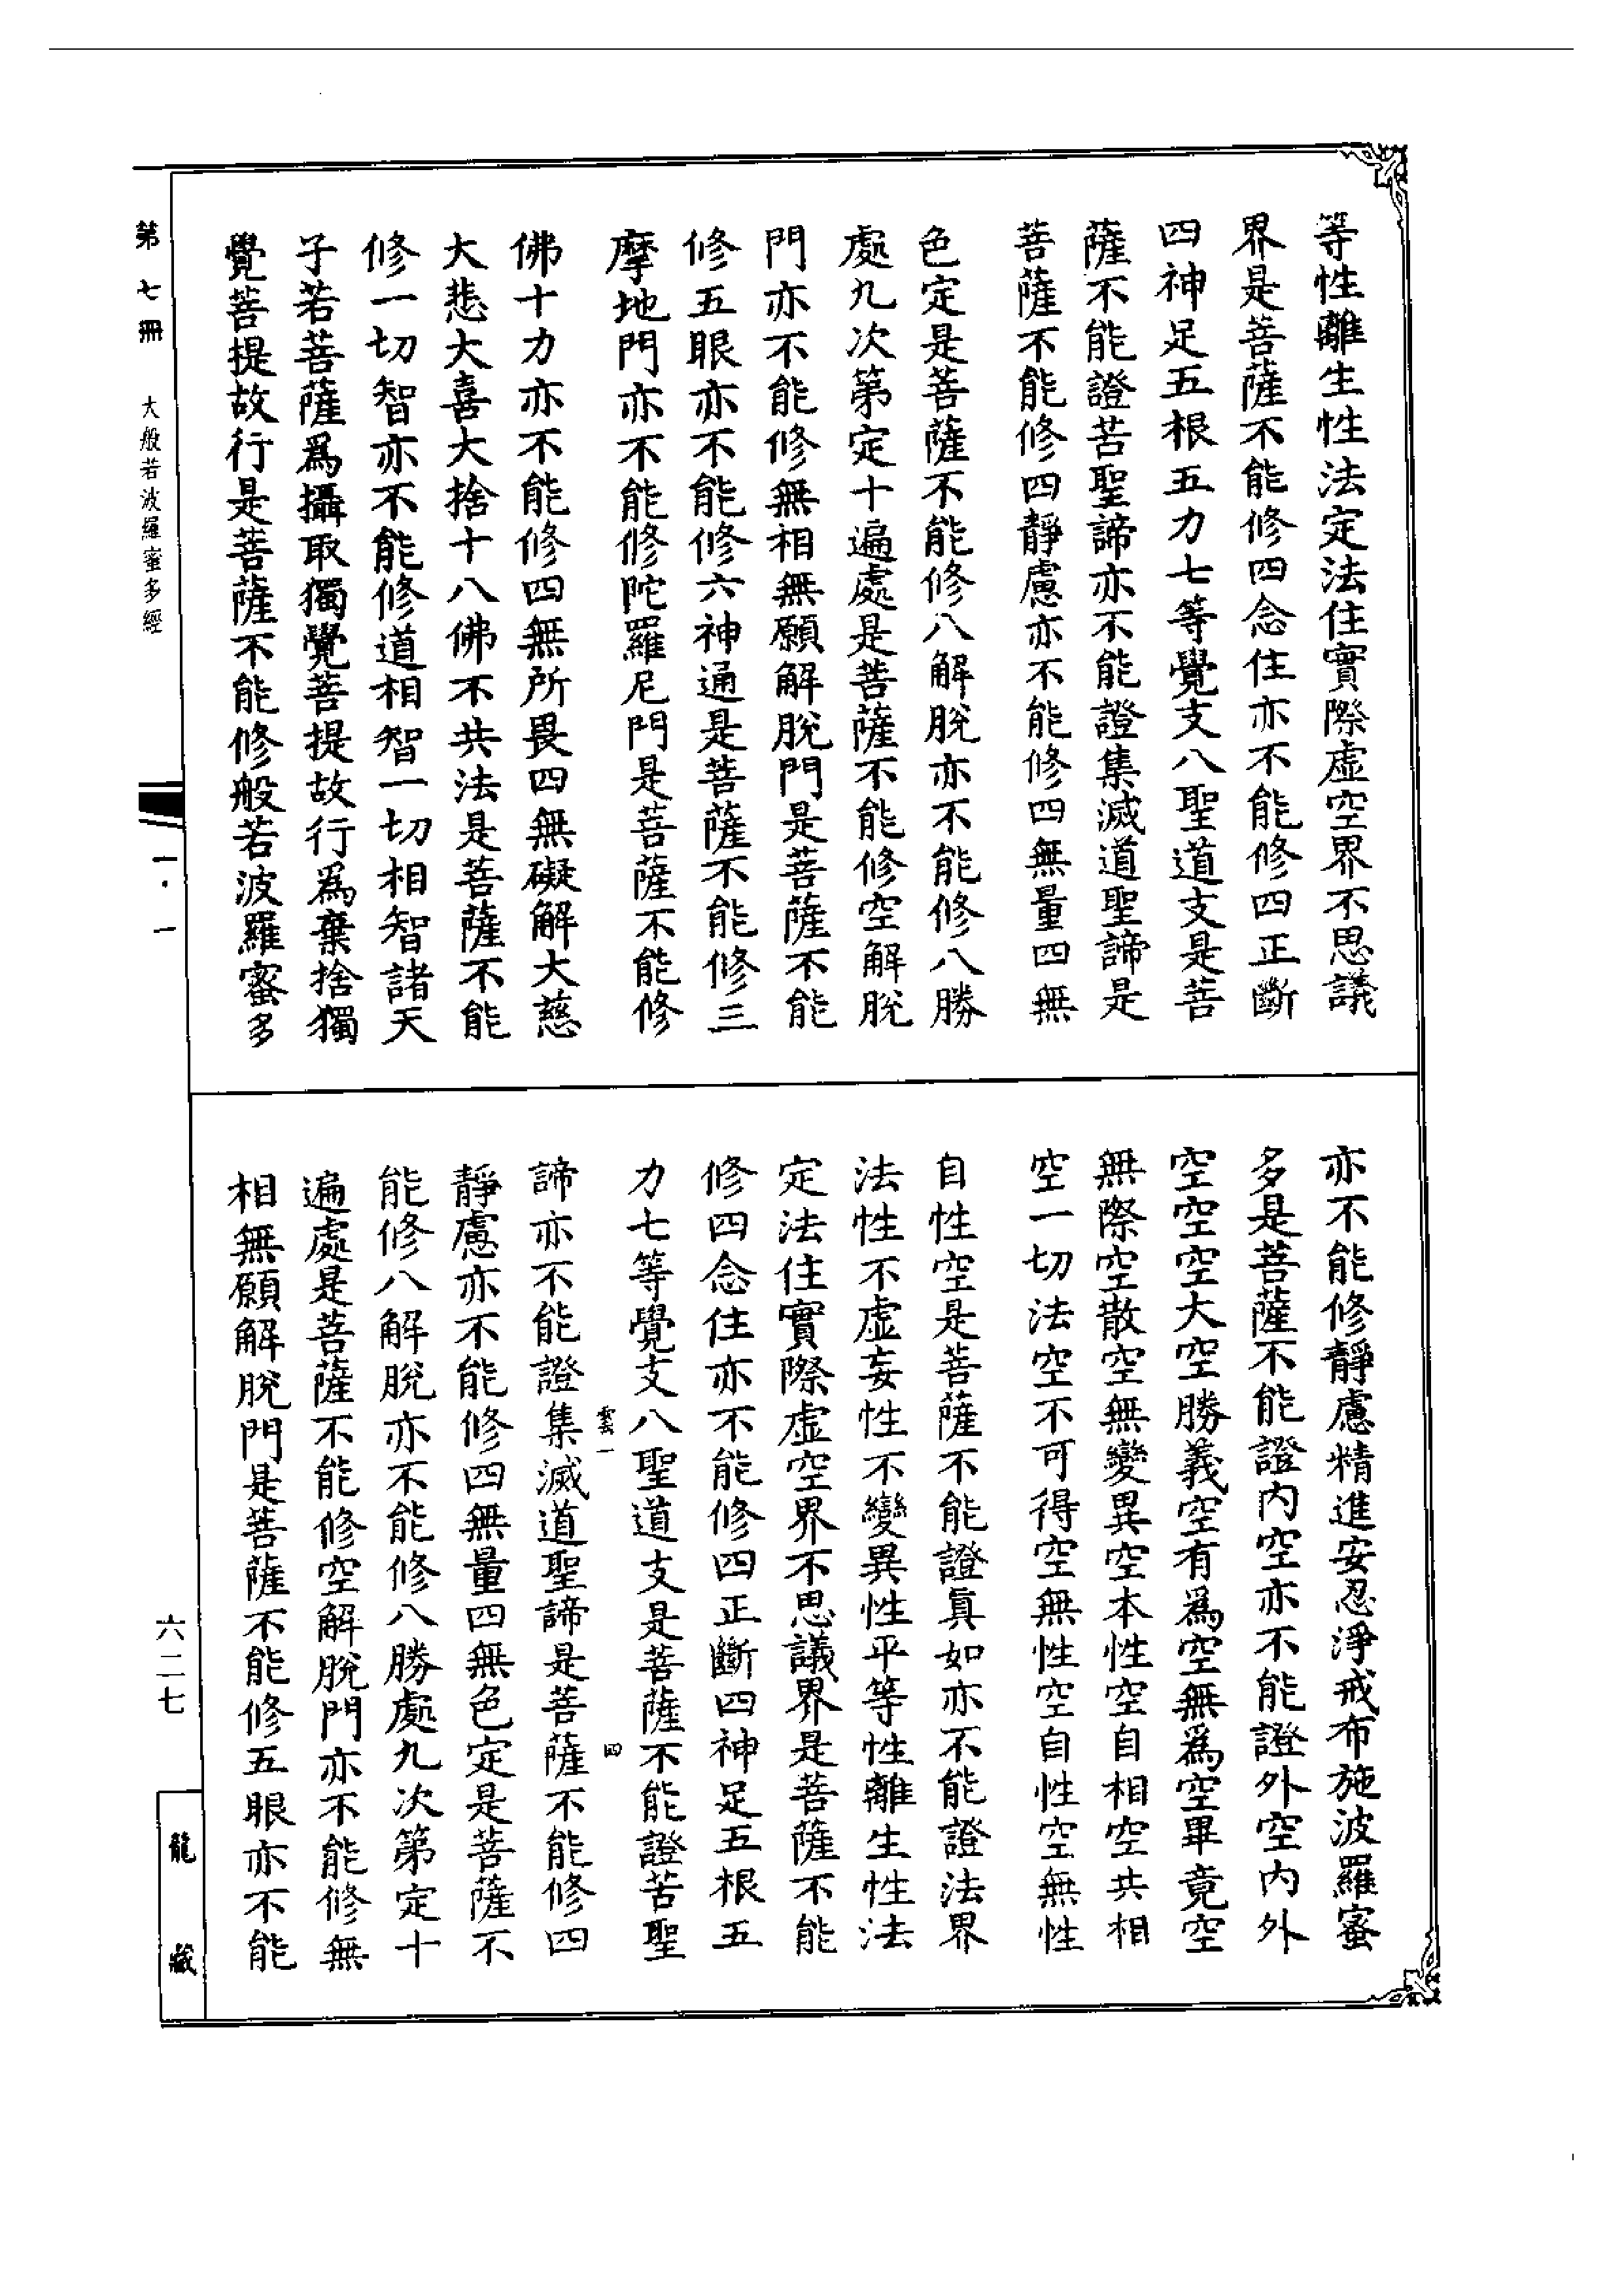 等性離生性法定法住實際虛空界不思議
界是菩薩不能修四念住亦不能修四正斷
四神足五根五力七等覺支八聖道支是菩
薩不能證苦聖諦亦不能證集滅道聖諦是
菩薩不能修四靜慮亦不能修四無量四無
色定是菩薩不能修八解脫亦不能修八勝
處九次第定十遍處是菩薩不能修空解脫
門亦不能修無相無願解脫門是菩薩不能
修五眼亦不能修六神通是菩薩不能修三
摩地門亦不能修陀羅尼門是菩薩不能修
佛十力亦不能修四無所畏四無礙解大慈
大悲大喜大捨十八佛不共法是菩薩不能
修一切智亦不能修道相智一切相智諸天
子若菩薩爲攝取獨覺菩提故行爲棄捨獨
覺菩提故行是菩薩不能修般若波羅蜜多
亦不能修靜慮精進安忍淨戒布施波羅蜜
多是菩薩不能證內空亦不能證外空內外
空空空大空勝義空有爲空無爲空畢竟空
無際空散空無變異空本性空自相空共相
空一切法空不可得空無性空自性空無性
自性空是菩薩不能證眞如亦不能證法界
法性不虛妄性不變異性平等性離生性法
定法住實際虛空界不思議界是菩薩不能
修四念住亦不能修四正斷四神足五根五
力七等覺支八聖道支是菩薩不能證苦聖
雲一
四
諦亦不能證集滅道聖諦是菩薩不能修四
靜慮亦不能修四無量四無色定是菩薩不
能修八解脫亦不能修八勝處九次第定十
遍處是菩薩不能修空解脫門亦不能修無
相無願解脫門是菩薩不能修五眼亦不能
第七冊 大般若波羅蜜多經
一·一
六二七
龍藏